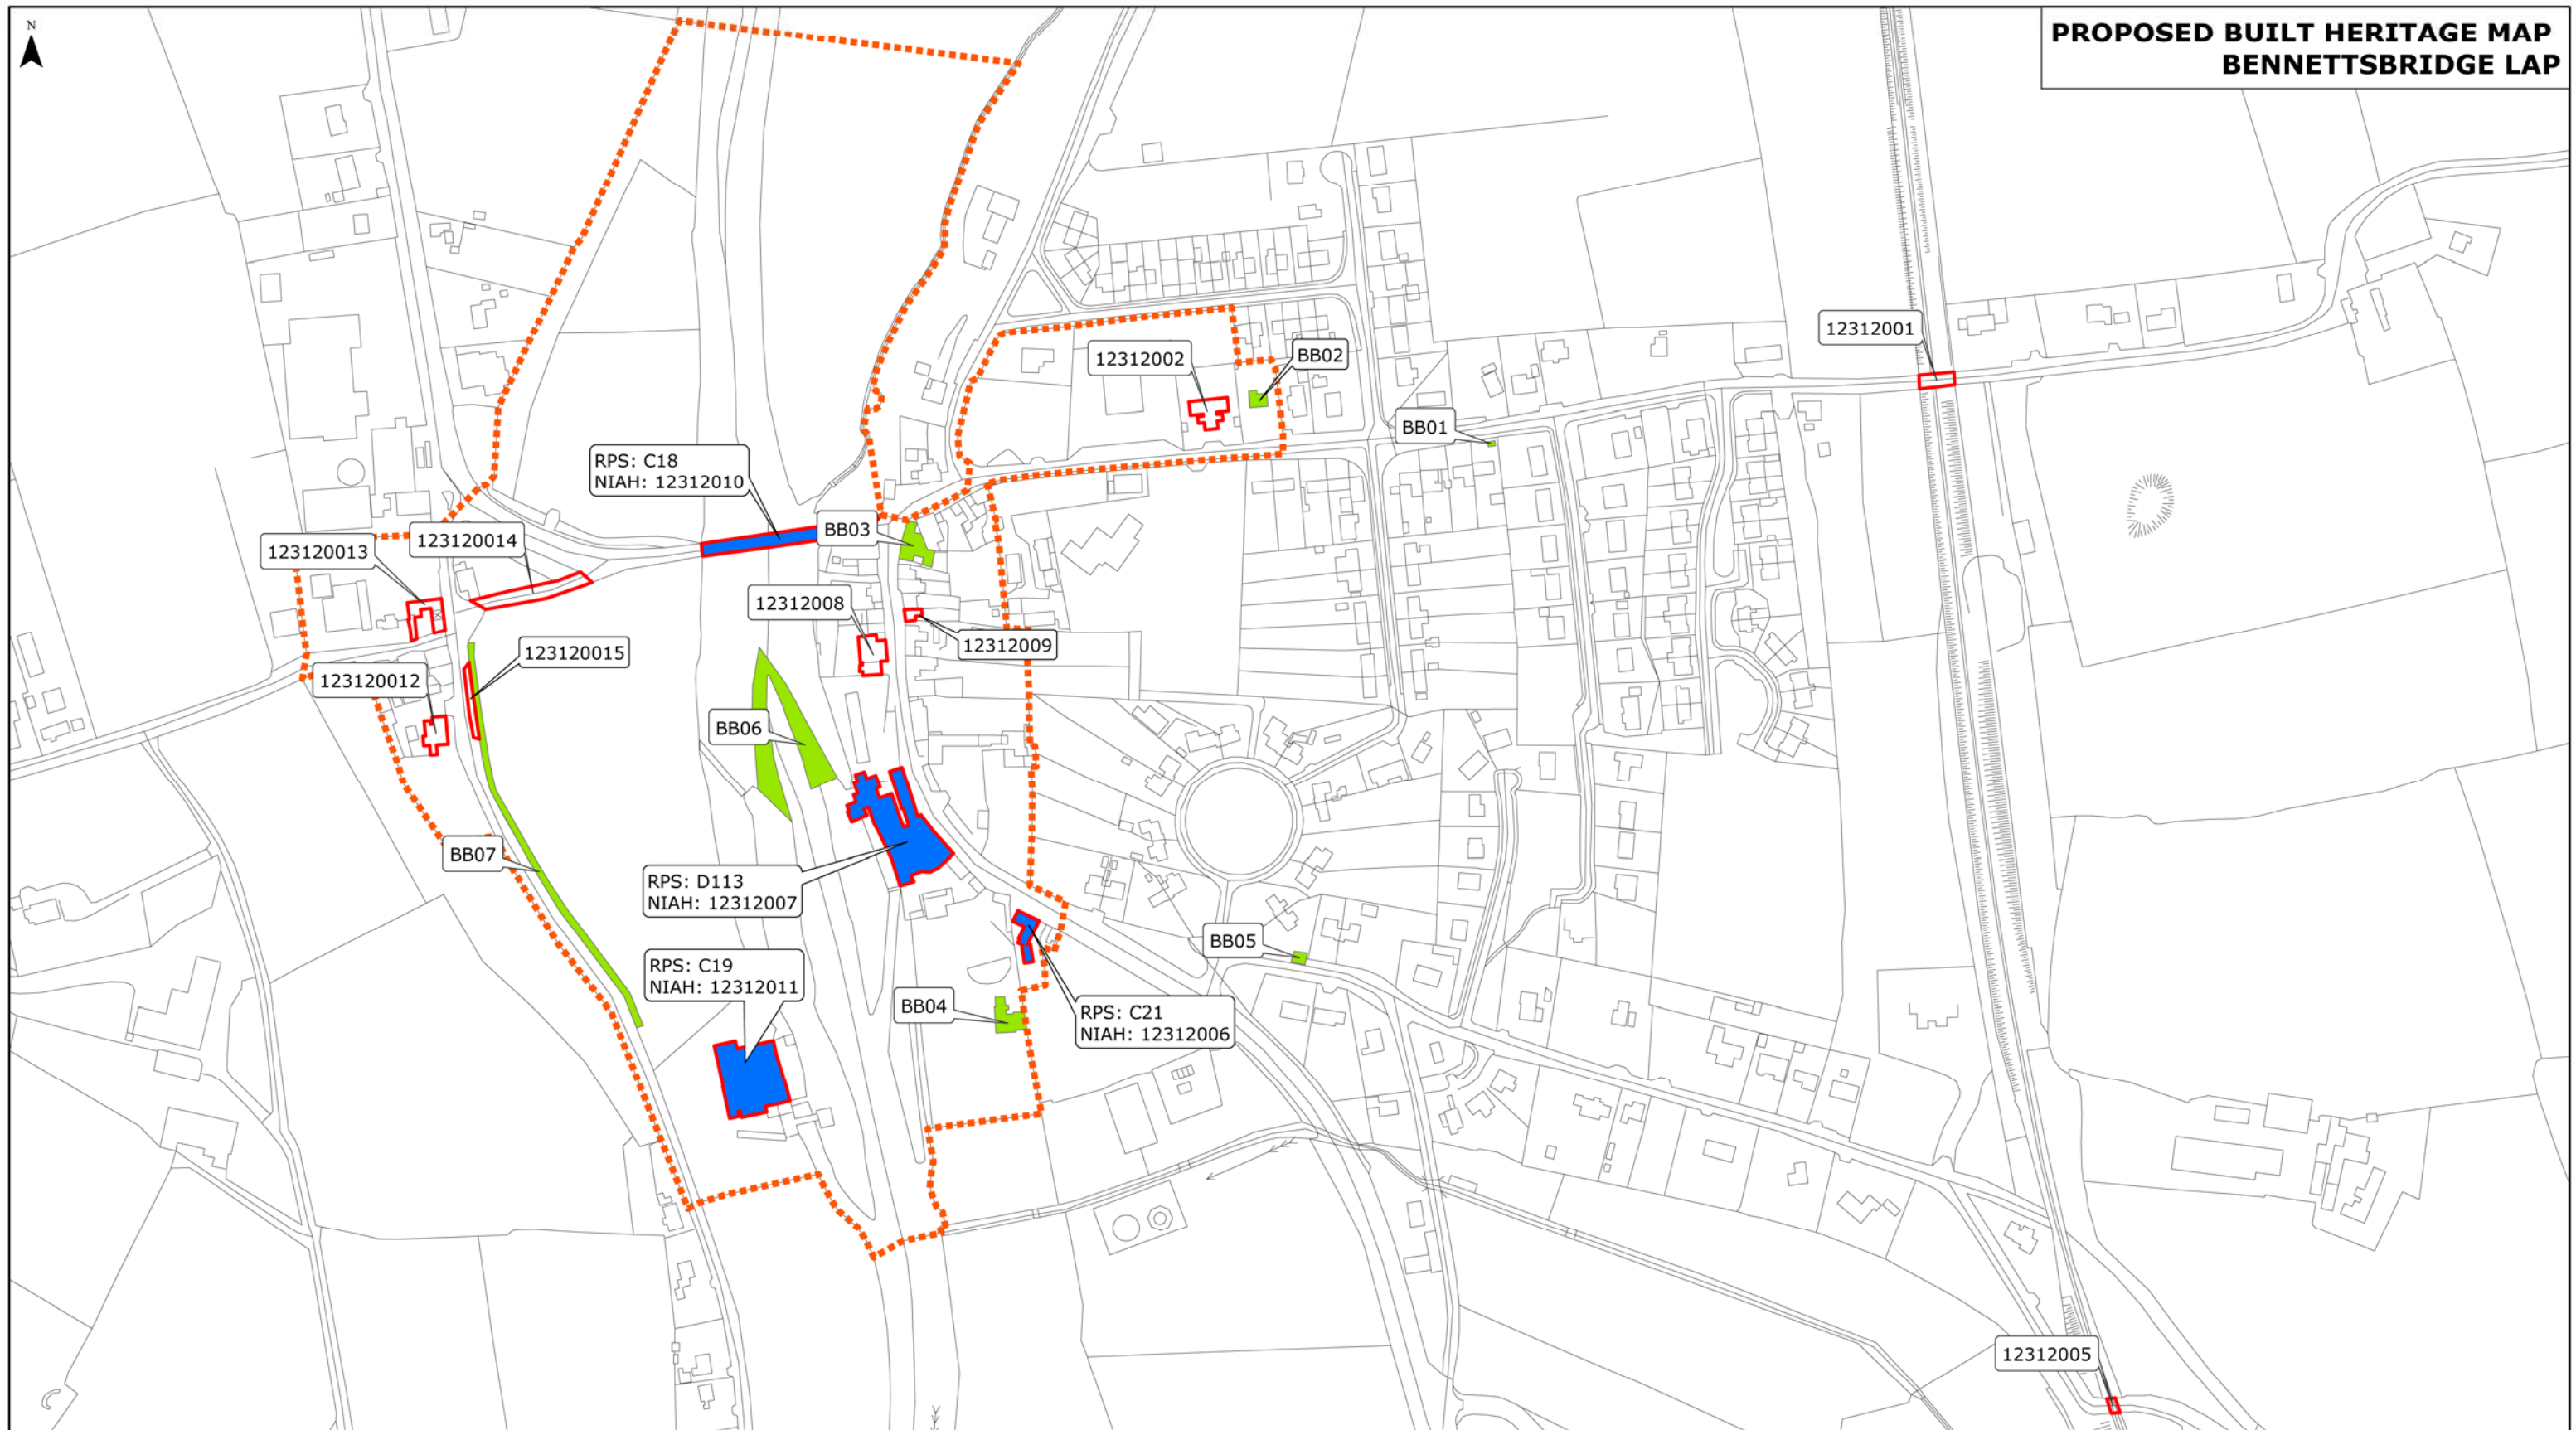 N
PROPOSED BUILT HERITAGE MAP
BENNETTSBRIDGE LAP
12312001
12312002
BB02
BB01
RPS: C18
NIAH: 12312010
BB03
123120013
123120014
12312008
12312009
123120015
123120012
BB06
BB07
RPS: D113
NIAH: 12312007
BB05
RPS: C19
NIAH: 12312011
BB04
RPS: C21
NIAH: 12312006
12312005